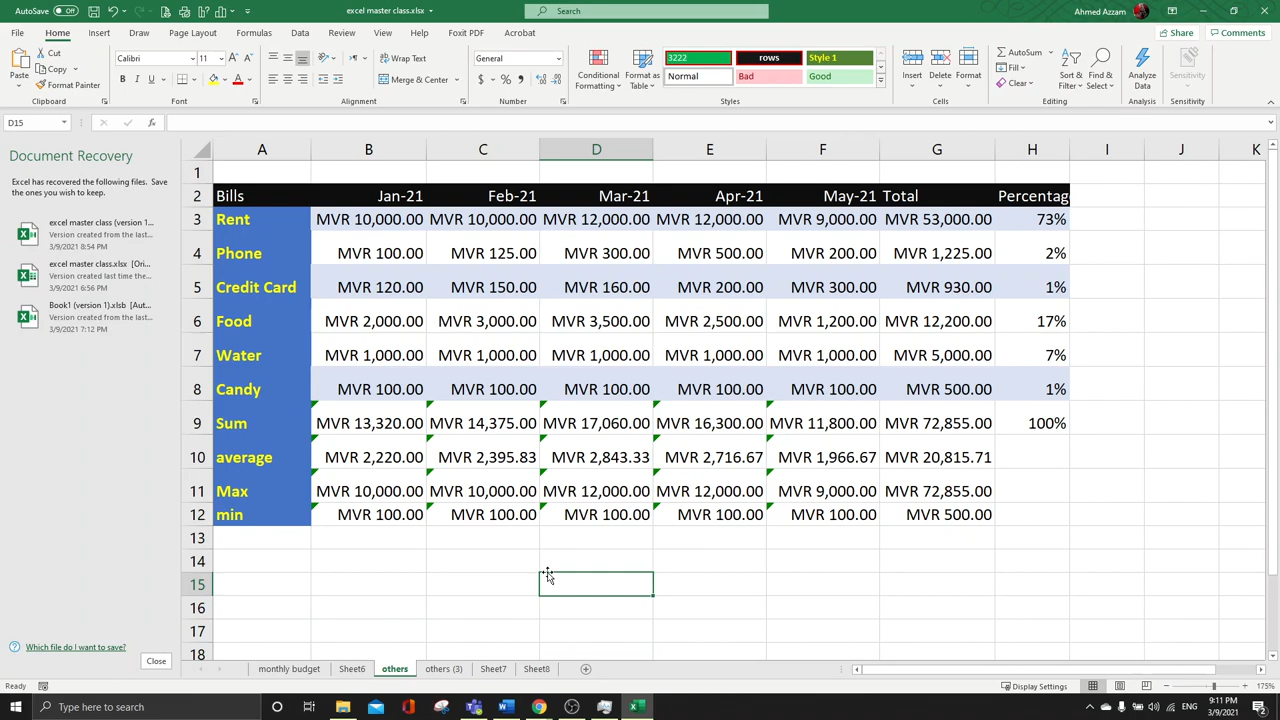 AutoSave Off
excel master class.xlsx
Search
Ahmed Azzam
File Home Insert Draw Page Layout Formulas Data Review View Help Foxit PDF Acrobat
Share Comments
Paste
Cut
Copy
Format Painter
Clipboard
Calibri 11
B I U
Font
Wrap Text
Merge & Center
Alignment
General
$ % ,
Number
Conditional Formatting
Format as Table
3222 rows Style 1
Normal Bad Good
Styles
Insert Delete Format
Cells
AutoSum
Fill
Clear
Sort & Filter
Find & Select
Editing
Analyze Data
Analysis
Sensitivity
Sensitivity
D15
fx
Document Recovery
Excel has recovered the following files. Save
the ones you wish to keep.
excel master class (version 1...
Version created from the last...
3/9/2021 8:54 PM
excel master class.xlsx [Ori...
Version created last time the...
3/9/2021 6:56 PM
Book1 (version 1).xlsb [Aut...
Version created from the last...
3/9/2021 7:12 PM
Which file do I want to save?
Close
A B C D E F G H I J K
1
2 Bills Jan-21 Feb-21 Mar-21 Apr-21 May-21 Total Percentag
3 Rent MVR 10,000.00 MVR 10,000.00 MVR 12,000.00 MVR 12,000.00 MVR 9,000.00 MVR 53,000.00 73%
4 Phone MVR 100.00 MVR 125.00 MVR 300.00 MVR 500.00 MVR 200.00 MVR 1,225.00 2%
5 Credit Card MVR 120.00 MVR 150.00 MVR 160.00 MVR 200.00 MVR 300.00 MVR 930.00 1%
6 Food MVR 2,000.00 MVR 3,000.00 MVR 3,500.00 MVR 2,500.00 MVR 1,200.00 MVR 12,200.00 17%
7 Water MVR 1,000.00 MVR 1,000.00 MVR 1,000.00 MVR 1,000.00 MVR 1,000.00 MVR 5,000.00 7%
8 Candy MVR 100.00 MVR 100.00 MVR 100.00 MVR 100.00 MVR 100.00 MVR 500.00 1%
9 Sum MVR 13,320.00 MVR 14,375.00 MVR 17,060.00 MVR 16,300.00 MVR 11,800.00 MVR 72,855.00 100%
10 average MVR 2,220.00 MVR 2,395.83 MVR 2,843.33 MVR 2,716.67 MVR 1,966.67 MVR 20,815.71
11 Max MVR 10,000.00 MVR 10,000.00 MVR 12,000.00 MVR 12,000.00 MVR 9,000.00 MVR 72,855.00
12 min MVR 100.00 MVR 100.00 MVR 100.00 MVR 100.00 MVR 100.00 MVR 500.00
13
14
15
16
17
18
monthly budget Sheet6 others others (3) Sheet7 Sheet8
Ready
Display Settings
175%
Type here to search
ENG
9:11 PM
3/9/2021